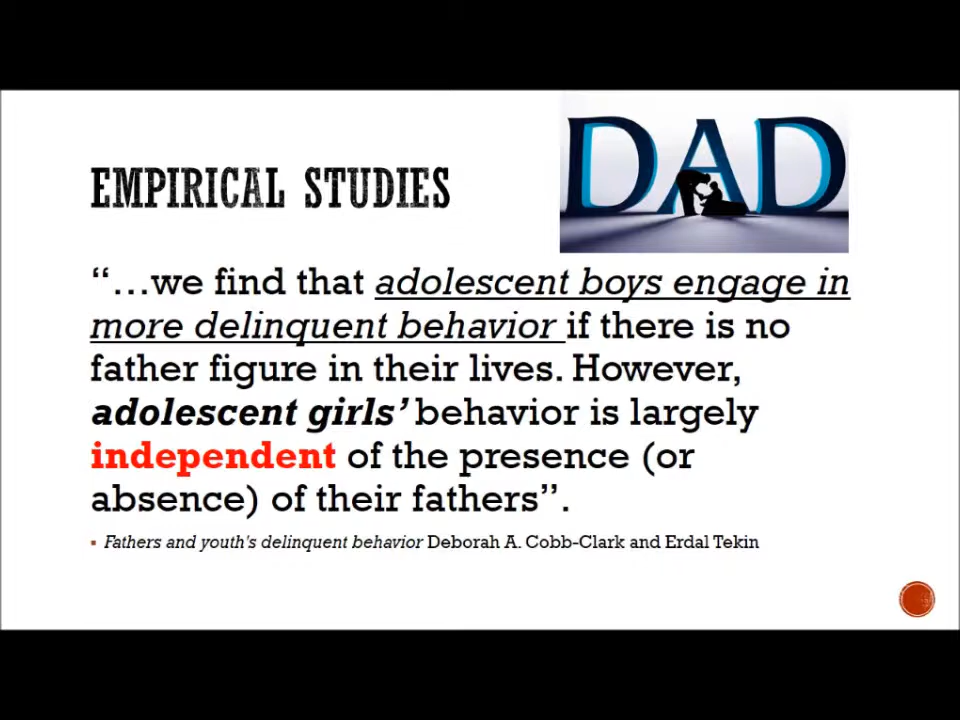 DAD
EMPIRICAL STUDIES
“…we find that adolescent boys engage in
more delinquent behavior if there is no
father figure in their lives. However,
adolescent girls’ behavior is largely
independent of the presence (or
absence) of their fathers”.
▪ Fathers and youth's delinquent behavior Deborah A. Cobb-Clark and Erdal Tekin